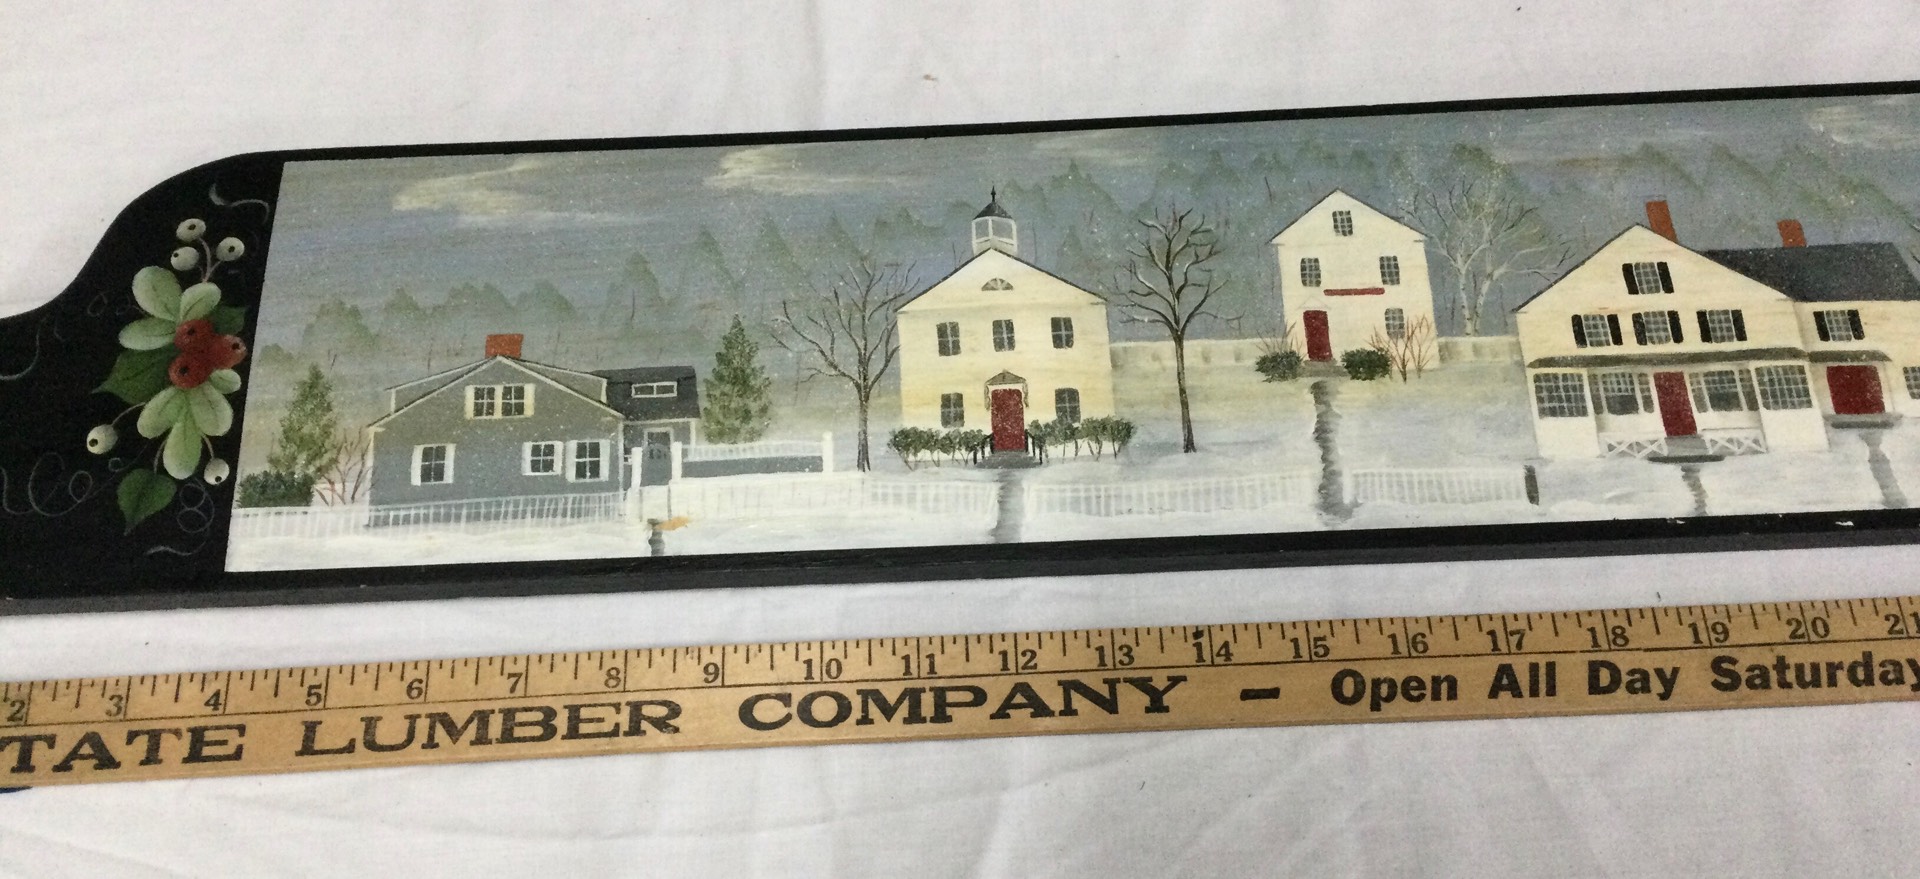 2 3 4 5 6 7 8 9 10 11 12 13 14 15 16 17 18 19 20 21
TATE LUMBER COMPANY – Open All Day Saturday